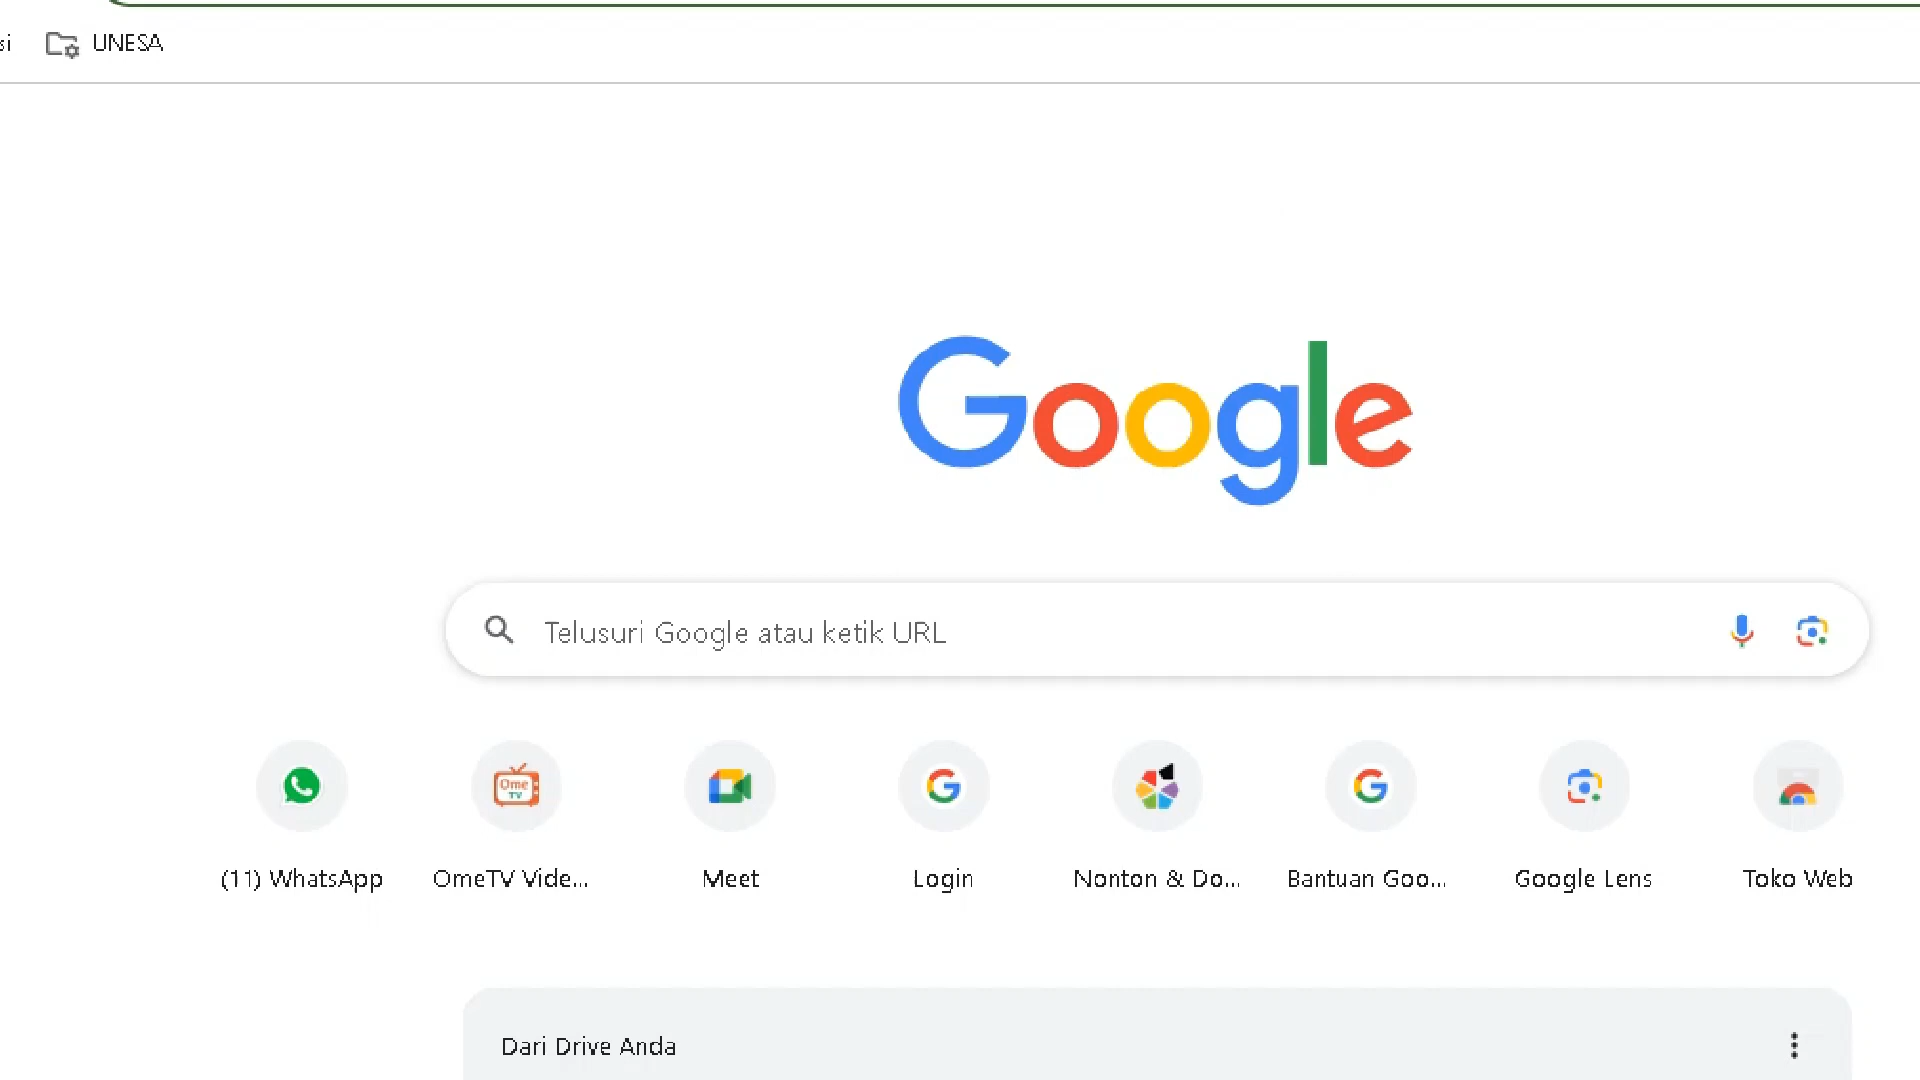 si UNESA
Google
Telusuri Google atau ketik URL
(11) WhatsApp OmeTV Vide... Meet Login Nonton & Do... Bantuan Goo... Google Lens Toko Web
Dari Drive Anda